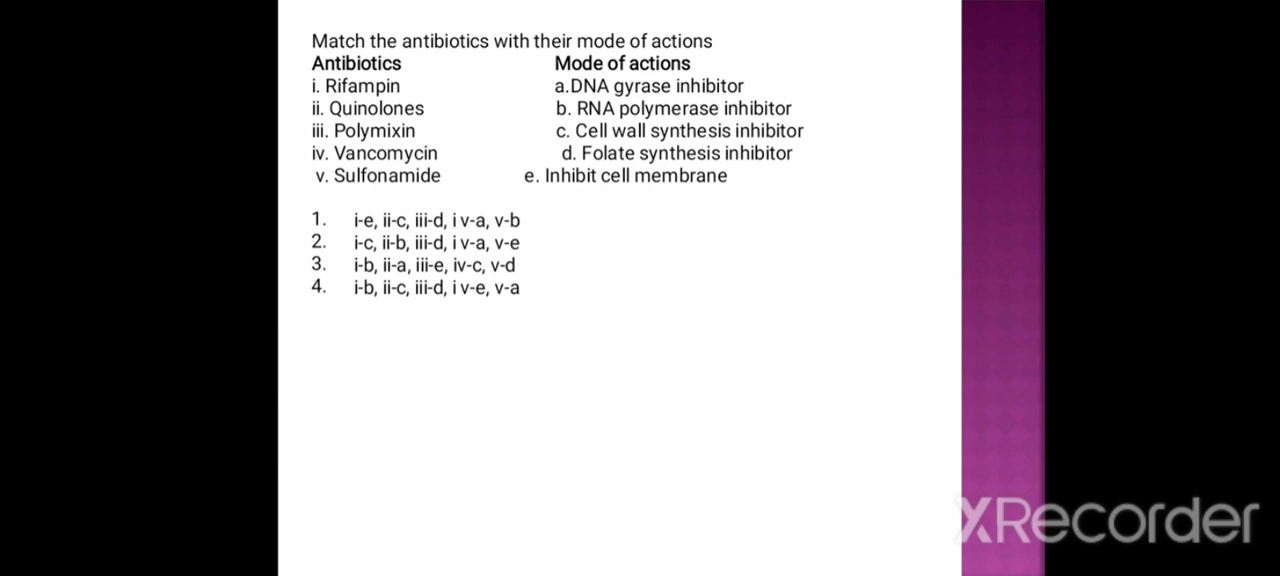 Match the antibiotics with their mode of actions
Antibiotics Mode of actions
i. Rifampin a.DNA gyrase inhibitor
ii. Quinolones b. RNA polymerase inhibitor
iii. Polymixin c. Cell wall synthesis inhibitor
iv. Vancomycin d. Folate synthesis inhibitor
v. Sulfonamide e. Inhibit cell membrane
1. i-e, ii-c, iii-d, i v-a, v-b
2. i-c, ii-b, iii-d, i v-a, v-e
3. i-b, ii-a, iii-e, iv-c, v-d
4. i-b, ii-c, iii-d, i v-e, v-a
XRecorder